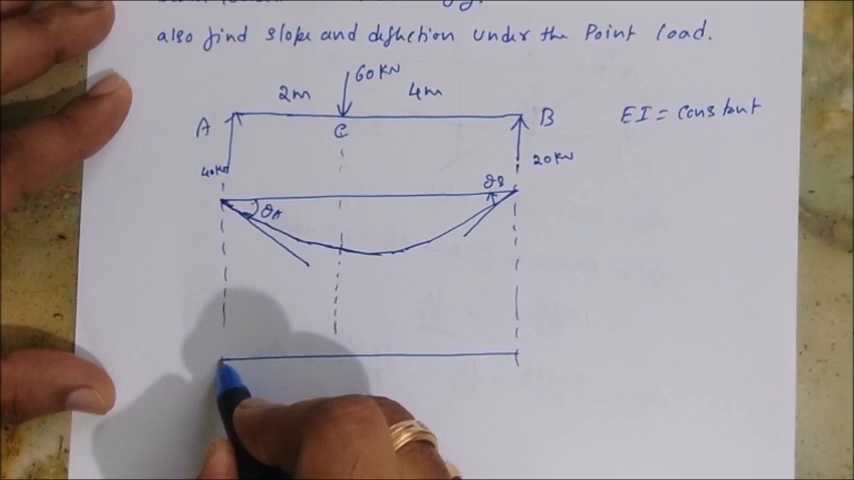 also find slope and deflection under the Point load.
60KN
2m 4m
A C B EI = Constant
40KN 20KN
θA θB